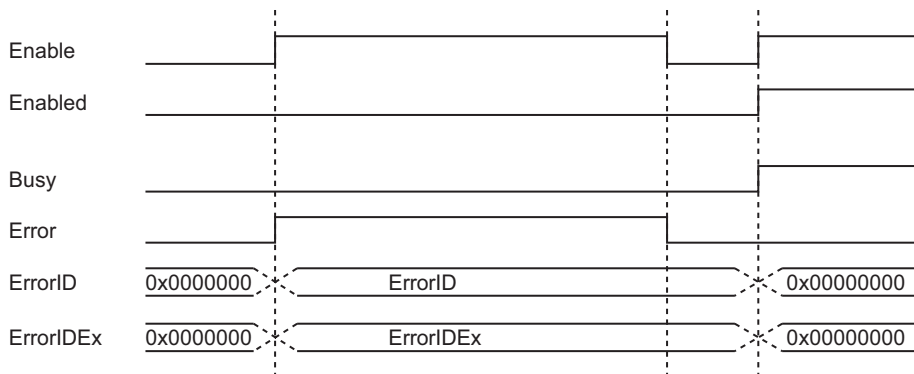 Enable
Enabled
Busy
Error
ErrorID 0x0000000 ErrorID 0x00000000
ErrorIDEx 0x0000000 ErrorIDEx 0x00000000